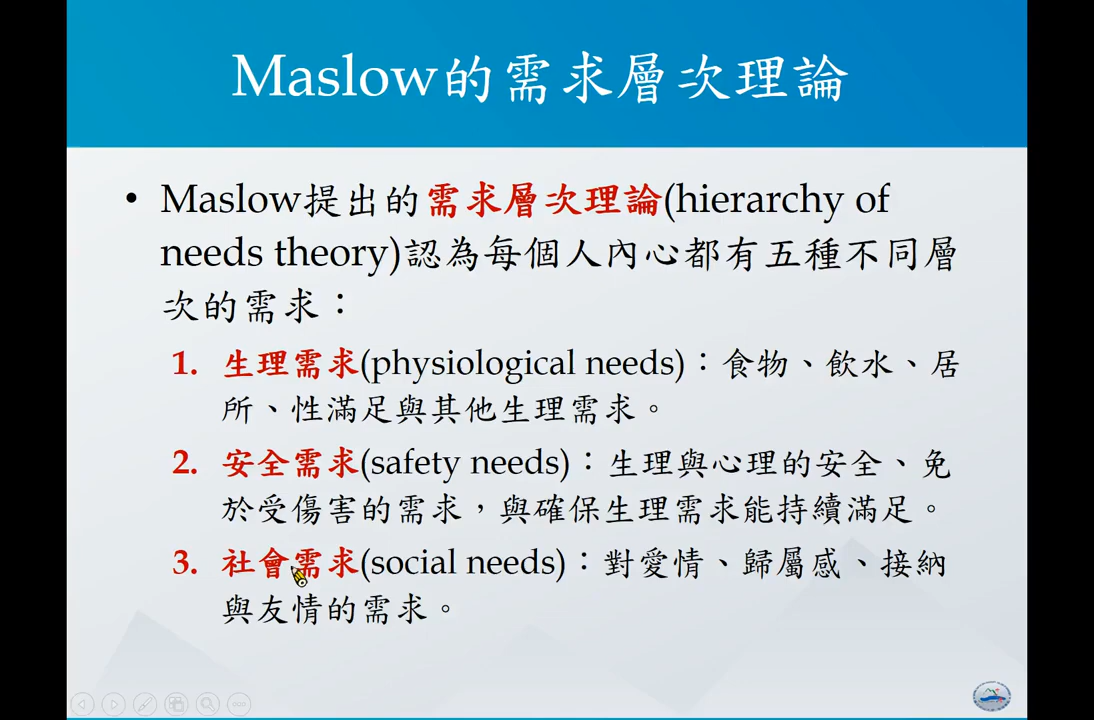 Maslow的需求層次理論
• Maslow提出的需求層次理論(hierarchy of
needs theory)認為每個人內心都有五種不同層
次的需求：
1. 生理需求(physiological needs)：食物、飲水、居
所、性滿足與其他生理需求。
2. 安全需求(safety needs)：生理與心理的安全、免
於受傷害的需求，與確保生理需求能持續滿足。
3. 社會需求(social needs)：對愛情、歸屬感、接納
與友情的需求。